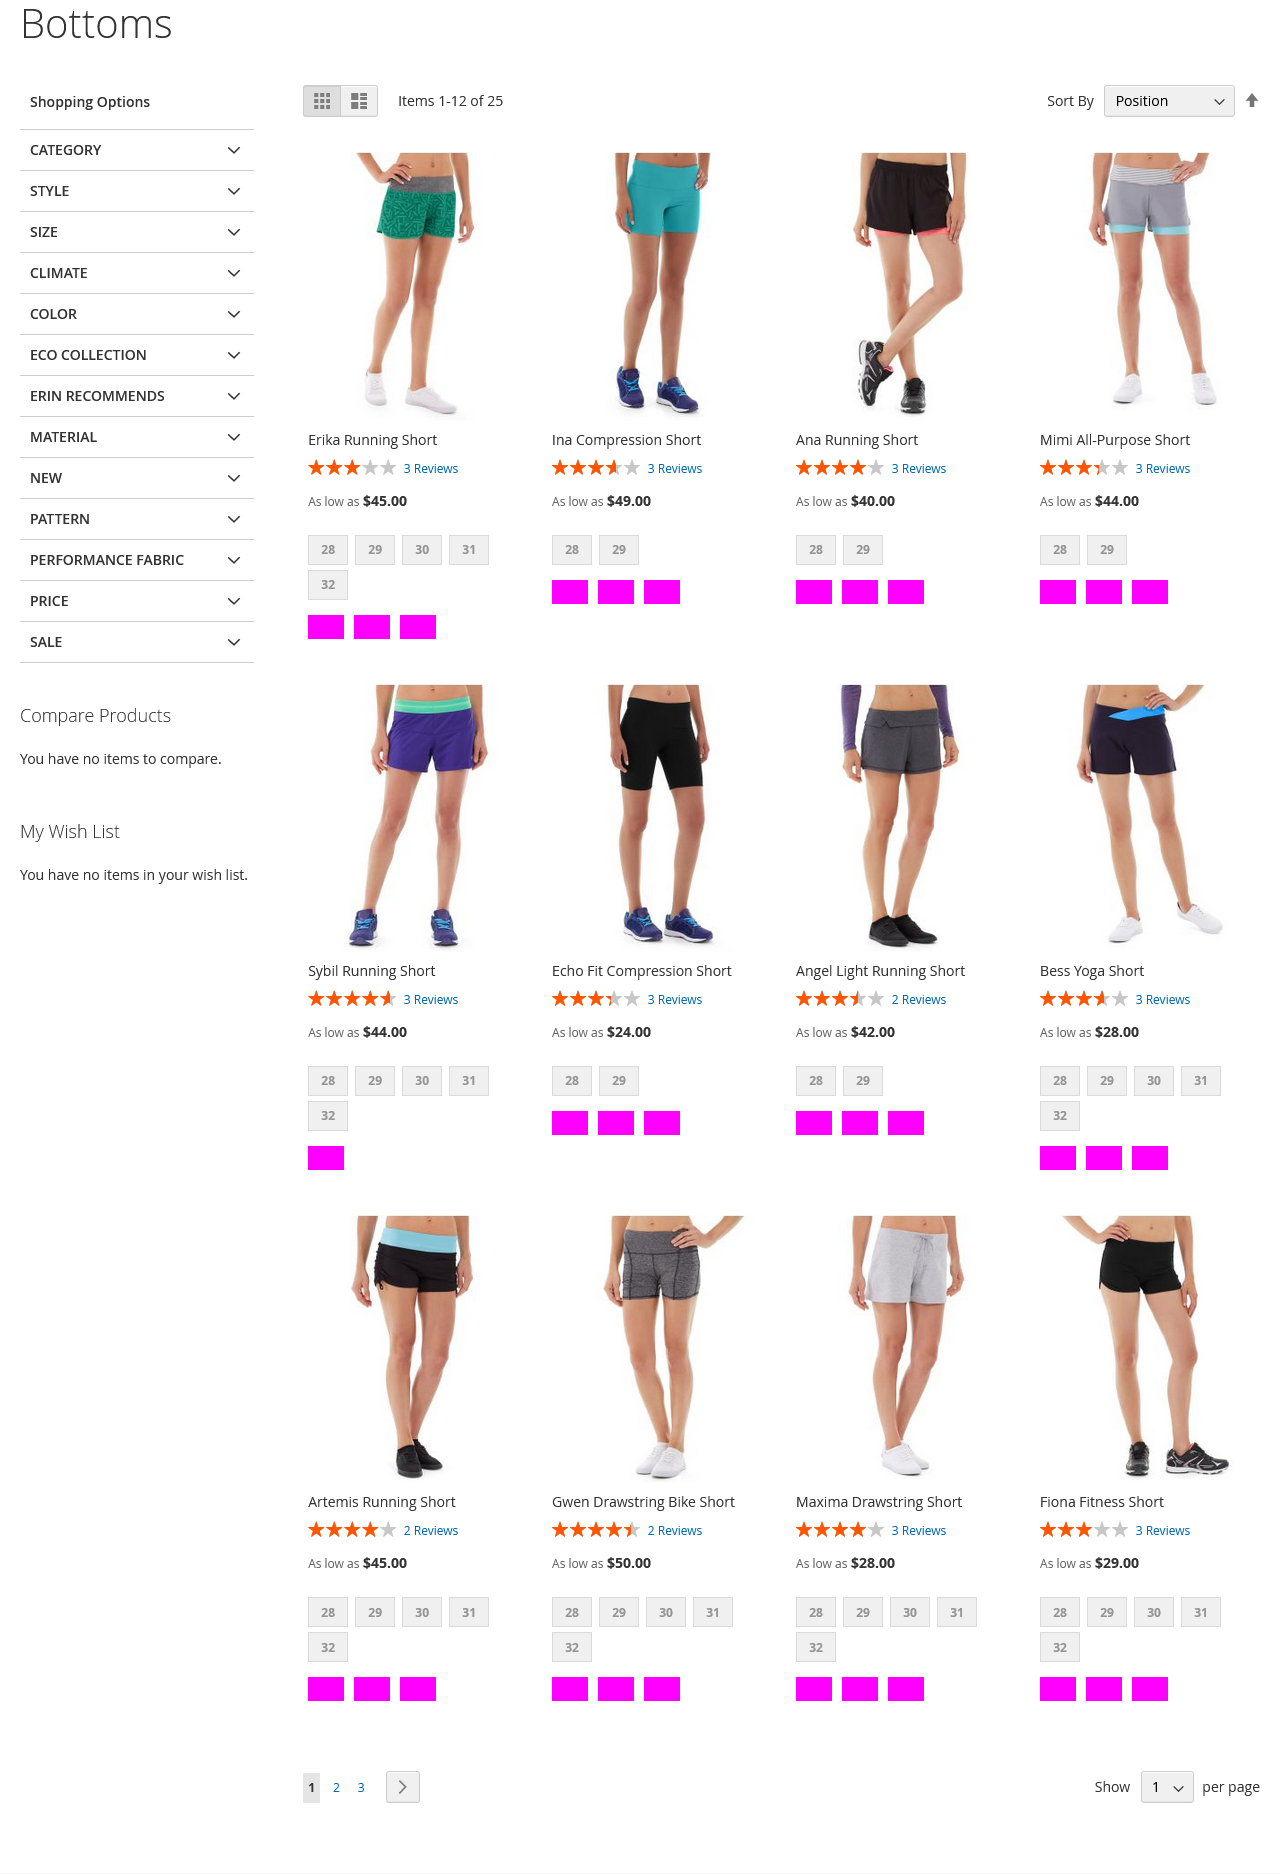 Bottoms
Shopping Options
CATEGORY
STYLE
SIZE
CLIMATE
COLOR
ECO COLLECTION
ERIN RECOMMENDS
MATERIAL
NEW
PATTERN
PERFORMANCE FABRIC
PRICE
SALE
Compare Products
You have no items to compare.
My Wish List
You have no items in your wish list.
Items 1-12 of 25
Sort By Position
Erika Running Short
3 Reviews
As low as $45.00
28 29 30 31
32
Ina Compression Short
3 Reviews
As low as $49.00
28 29
Ana Running Short
3 Reviews
As low as $40.00
28 29
Mimi All-Purpose Short
3 Reviews
As low as $44.00
28 29
Sybil Running Short
3 Reviews
As low as $44.00
28 29 30 31
32
Echo Fit Compression Short
3 Reviews
As low as $24.00
28 29
Angel Light Running Short
2 Reviews
As low as $42.00
28 29
Bess Yoga Short
3 Reviews
As low as $28.00
28 29 30 31
32
Artemis Running Short
2 Reviews
As low as $45.00
28 29 30 31
32
Gwen Drawstring Bike Short
2 Reviews
As low as $50.00
28 29 30 31
32
Maxima Drawstring Short
3 Reviews
As low as $28.00
28 29 30 31
32
Fiona Fitness Short
3 Reviews
As low as $29.00
28 29 30 31
32
1 2 3
Show 1 per page